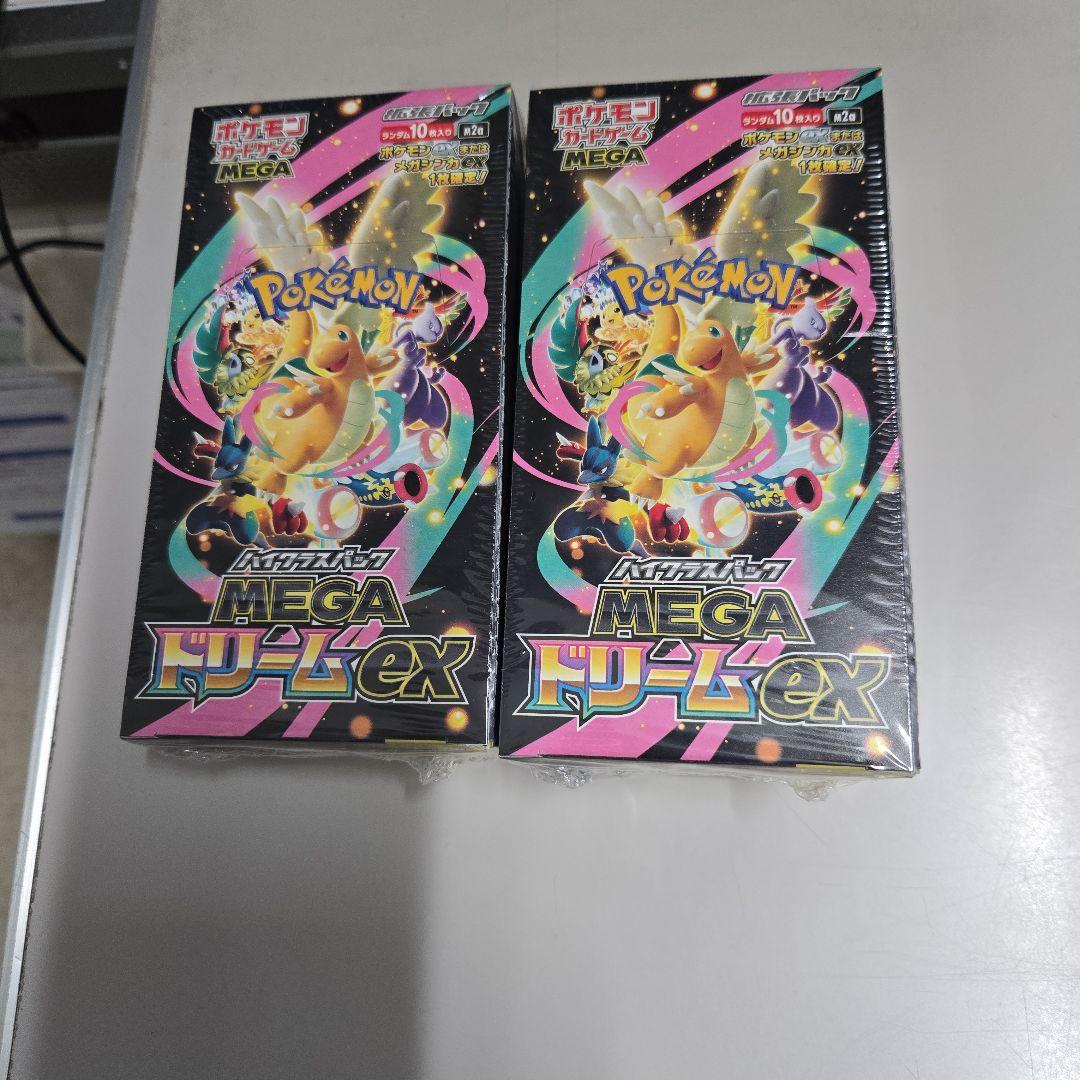 ポケモン
カードゲーム
MEGA
拡張パック
ランダム10枚入り M2a
ポケモンexまたは
メガシンカex
1枚確定!
POKéMON
ハイクラスパック
MEGA
ドリームex
ポケモン
カードゲーム
MEGA
拡張パック
ランダム10枚入り M2a
ポケモンexまたは
メガシンカex
1枚確定!
POKéMON
ハイクラスパック
MEGA
ドリームex